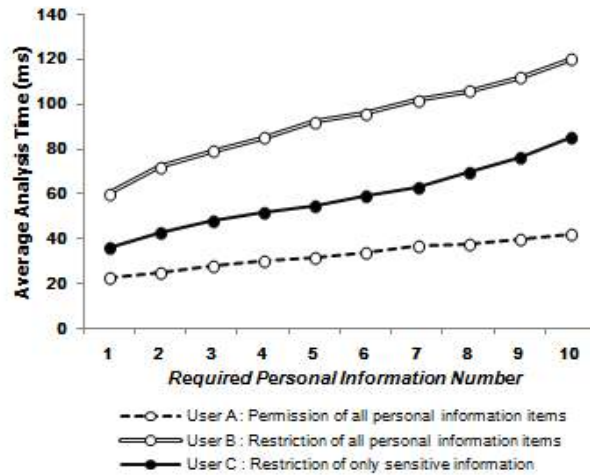 140
120
100
80
60
40
20
0
Average Analysis Time (ms)
1 2 3 4 5 6 7 8 9 10
Required Personal Information Number
User A : Permission of all personal information items
User B : Restriction of all personal information items
User C : Restriction of only sensitive information